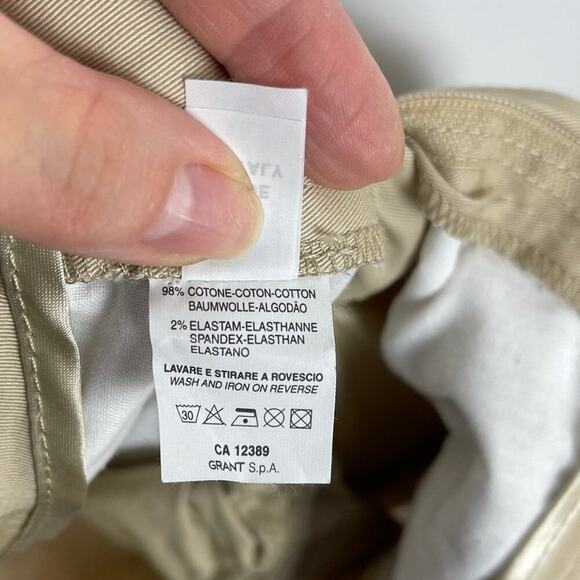 98% COTONE-COTON-COTTON
BAUMWOLLE-ALGODÃO
2% ELASTAM-ELASTHANNE
SPANDEX-ELASTHAN
ELASTANO
LAVARE E STIRARE A ROVESCIO
WASH AND IRON ON REVERSE
30
CA 12389
GRANT S.p.A.